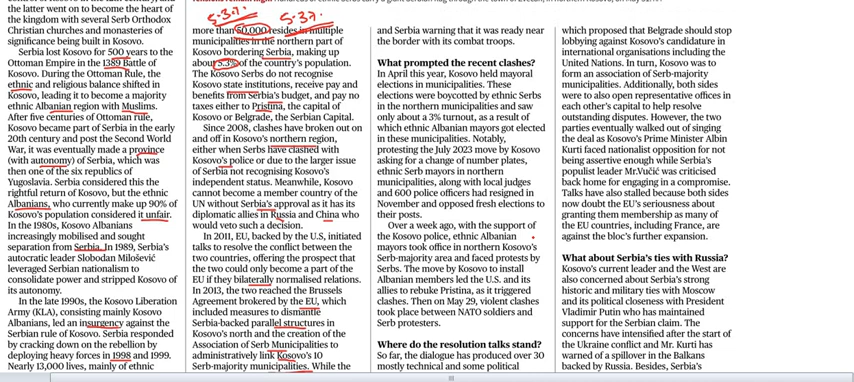 the latter went on to become the heart of
the kingdom with several Serb Orthodox
Christian churches and monasteries of
significance being built in Kosovo.
Serbia lost Kosovo for 500 years to the
Ottoman Empire in the 1389 Battle of
Kosovo. During the Ottoman Rule, the
ethnic and religious balance shifted in
Kosovo, leading it to become a majority
ethnic Albanian region with Muslims.
After five centuries of Ottoman rule,
Kosovo became part of Serbia in the early
20th century and post the Second World
War, it was eventually made a province
(with autonomy) of Serbia, which was
then one of the six republics of
Yugoslavia. Serbia considered this the
rightful return of Kosovo, but the ethnic
Albanians, who currently make up 90% of
Kosovo's population considered it unfair.
In the 1980s, Kosovo Albanians
increasingly mobilised and sought
separation from Serbia. In 1989, Serbia's
autocratic leader Slobodan Milošević
leveraged Serbian nationalism to
consolidate power and stripped Kosovo of
its autonomy.
In the late 1990s, the Kosovo Liberation
Army (KLA), consisting mainly Kosovo
Albanians, led an insurgency against the
Serbian rule of Kosovo. Serbia responded
by cracking down on the rebellion by
deploying heavy forces in 1998 and 1999.
Nearly 13,000 lives, mainly of ethnic
5.3%.
5.3%.
more than 50,000 resides in multiple
municipalities in the northern part of
Kosovo bordering Serbia, making up
about 5.3% of the country's population.
The Kosovo Serbs do not recognise
Kosovo state institutions, receive pay and
benefits from Serbia's budget, and pay no
taxes either to Pristina, the capital of
Kosovo or Belgrade, the Serbian Capital.
Since 2008, clashes have broken out on
and off in Kosovo's northern region,
either when Serbs have clashed with
Kosovo's police or due to the larger issue
of Serbia not recognising Kosovo's
independent status. Meanwhile, Kosovo
cannot become a member country of the
UN without Serbia's approval as it has its
diplomatic allies in Russia and China who
would veto such a decision.
In 2011, EU, backed by the U.S, initiated
talks to resolve the conflict between the
two countries, offering the prospect that
the two could only become a part of the
EU if they bilaterally normalised relations.
In 2013, the two reached the Brussels
Agreement brokered by the EU, which
included measures to dismantle
Serbia-backed parallel structures in
Kosovo's north and the creation of the
Association of Serb Municipalities to
administratively link Kosovo's 10
Serb-majority municipalities. While the
and Serbia warning that it was ready near
the border with its combat troops.
What prompted the recent clashes?
In April this year, Kosovo held mayoral
elections in municipalities. These
elections were boycotted by ethnic Serbs
in the northern municipalities and saw
only about a 3% turnout, as a result of
which ethnic Albanian mayors got elected
in these municipalities. Notably,
protesting the July 2023 move by Kosovo
asking for a change of number plates,
ethnic Serb mayors in northern
municipalities, along with local judges
and 600 police officers had resigned in
November and opposed fresh elections to
their posts.
Over a week ago, with the support of
the Kosovo police, ethnic Albanian
mayors took office in northern Kosovo's
Serb-majority area and faced protests by
Serbs. The move by Kosovo to install
Albanian members led the U.S. and its
allies to rebuke Pristina, as it triggered
clashes. Then on May 29, violent clashes
took place between NATO soldiers and
Serb protesters.
Where do the resolution talks stand?
So far, the dialogue has produced over 30
mostly technical and some political
which proposed that Belgrade should stop
lobbying against Kosovo's candidature in
international organisations including the
United Nations. In turn, Kosovo was to
form an association of Serb-majority
municipalities. Additionally, both sides
were to also open representative offices in
each other's capital to help resolve
outstanding disputes. However, the two
parties eventually walked out of singing
the deal as Kosovo's Prime Minister Albin
Kurti faced nationalist opposition for not
being assertive enough while Serbia's
populist leader Mr.Vučić was criticised
back home for engaging in a compromise.
Talks have also stalled because both sides
now doubt the EU's seriousness about
granting them membership as many of
the EU countries, including France, are
against the bloc's further expansion.
What about Serbia's ties with Russia?
Kosovo's current leader and the West are
also concerned about Serbia's strong
historic and military ties with Moscow
and its political closeness with President
Vladimir Putin who has maintained
support for the Serbian claim. The
concerns have intensified after the start of
the Ukraine conflict and Mr. Kurti has
warned of a spillover in the Balkans
backed by Russia. Besides, Serbia's